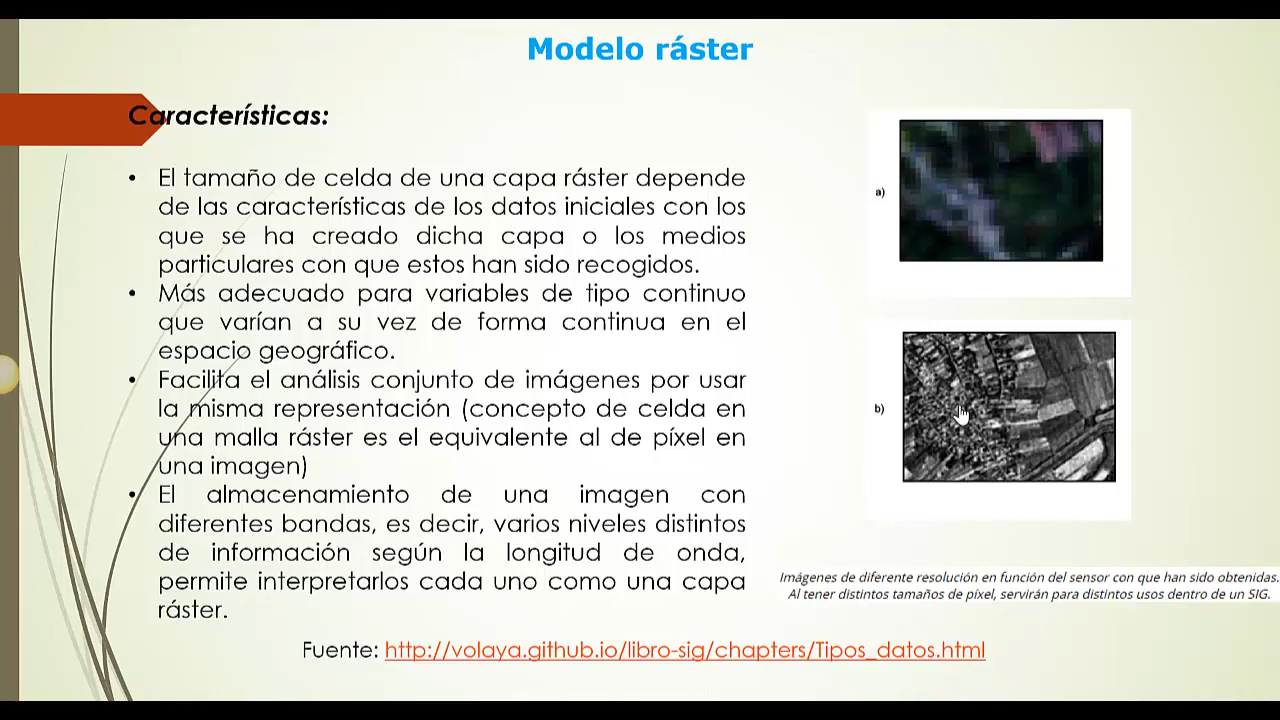 Modelo ráster
Características:
• El tamaño de celda de una capa ráster depende
de las características de los datos iniciales con los
que se ha creado dicha capa o los medios
particulares con que estos han sido recogidos.
• Más adecuado para variables de tipo continuo
que varían a su vez de forma continua en el
espacio geográfico.
• Facilita el análisis conjunto de imágenes por usar
la misma representación (concepto de celda en
una malla ráster es el equivalente al de píxel en
una imagen)
• El almacenamiento de una imagen con
diferentes bandas, es decir, varios niveles distintos
de información según la longitud de onda,
permite interpretarlos cada uno como una capa
ráster.
a)
b)
Imágenes de diferente resolución en función del sensor con que han sido obtenidas.
Al tener distintos tamaños de píxel, servirán para distintos usos dentro de un SIG.
Fuente: http://volaya.github.io/libro-sig/chapters/Tipos_datos.html